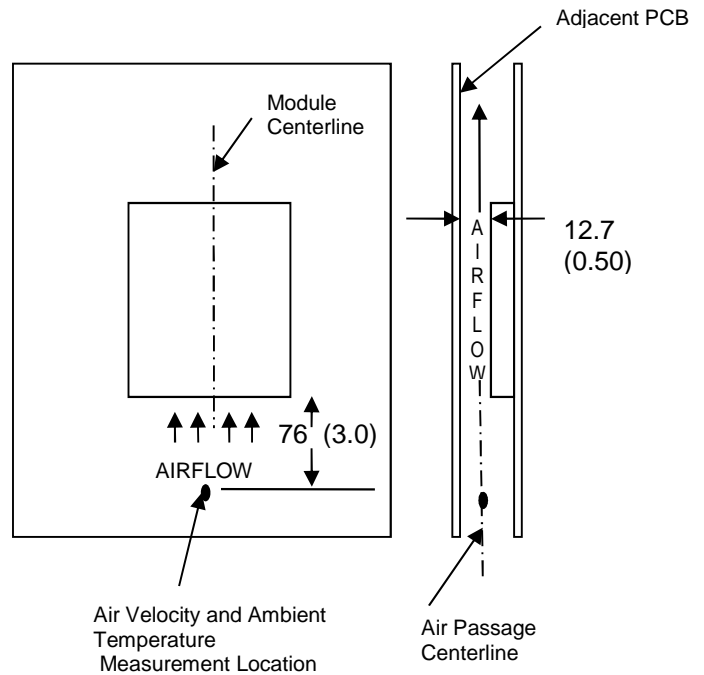 Adjacent PCB
Module
Centerline
AIRFLOW
12.7
(0.50)
76 (3.0)
AIRFLOW
Air Velocity and Ambient
Temperature
Measurement Location
Air Passage
Centerline